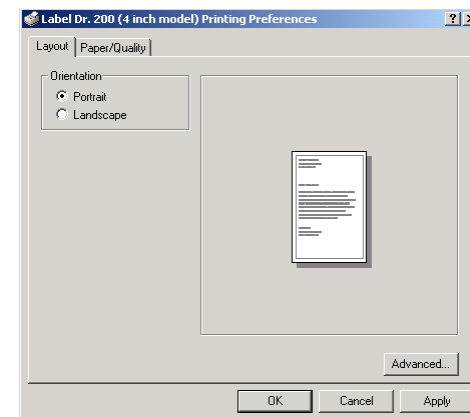 Label Dr. 200 (4 inch model) Printing Preferences
Layout Paper/Quality
Orientation
Portrait
Landscape
Advanced...
OK Cancel Apply